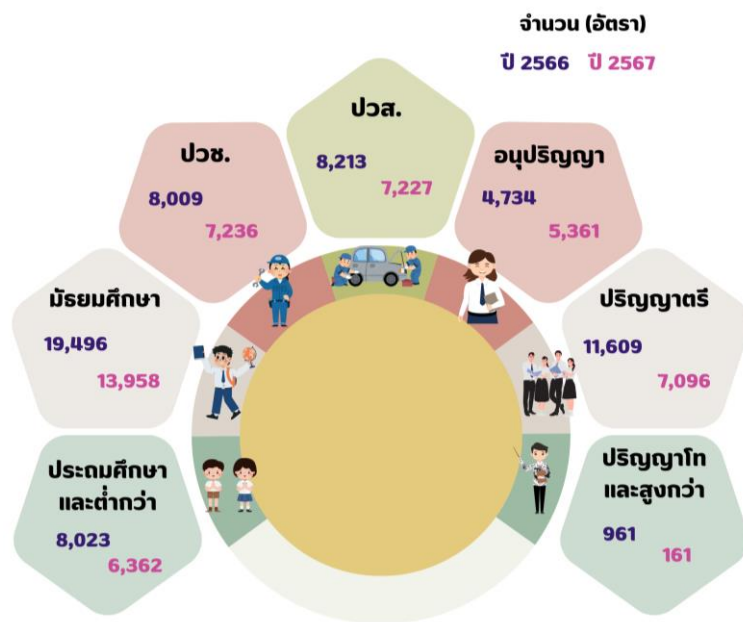 จำนวน (อัตรา)
ปี 2566 ปี 2567
ปวส.
8,213
7,227
ปวช.
8,009
7,236
อนุปริญญา
4,734
5,361
มัธยมศึกษา
19,496
13,958
ปริญญาตรี
11,609
7,096
ประถมศึกษา
และต่ำกว่า
8,023
6,362
ปริญญาโท
และสูงกว่า
961
161